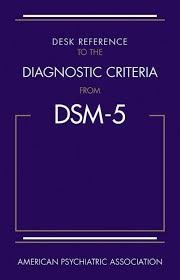 DESK REFERENCE
TO THE
DIAGNOSTIC CRITERIA
FROM
DSM-5
AMERICAN PSYCHIATRIC ASSOCIATION